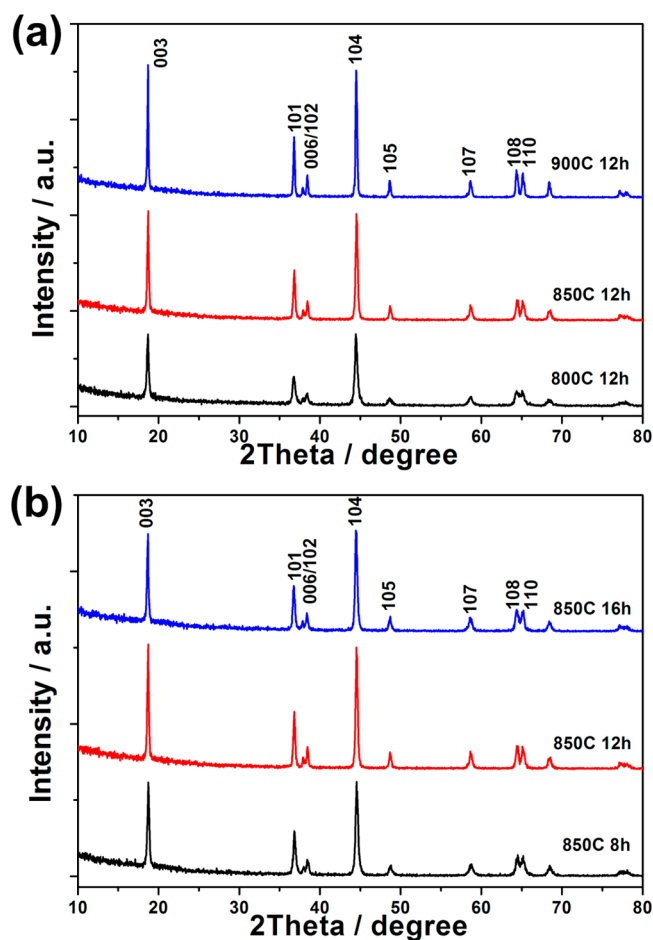 (a)
003
101
006/102
104
105
107
108
110
900C 12h
850C 12h
800C 12h
Intensity / a.u.
10 20 30 40 50 60 70 80
2Theta / degree
(b)
003
101
006/102
104
105
107
108
110
850C 16h
850C 12h
850C 8h
Intensity / a.u.
10 20 30 40 50 60 70 80
2Theta / degree